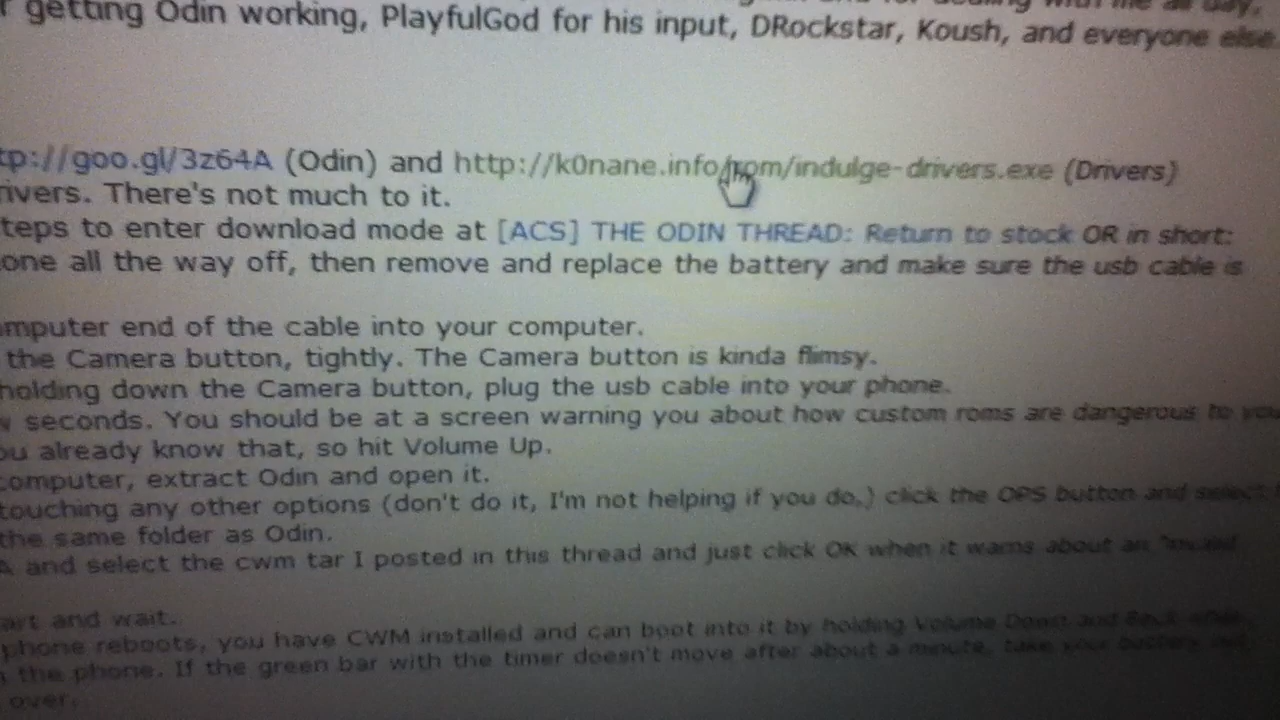 getting Odin working, PlayfulGod for his input, DRockstar, Koush, and everyone else.
tp://goo.gl/3z64A (Odin) and http://k0nane.info/rom/indulge-drivers.exe (Drivers)
rivers. There's not much to it.
teps to enter download mode at [ACS] THE ODIN THREAD: Return to stock OR in short:
one all the way off, then remove and replace the battery and make sure the usb cable is
mputer end of the cable into your computer.
the Camera button, tightly. The Camera button is kinda flimsy.
holding down the Camera button, plug the usb cable into your phone.
w seconds. You should be at a screen warning you about how custom roms are dangerous to you
ou already know that, so hit Volume Up.
computer, extract Odin and open it.
touching any other options (don't do it, I'm not helping if you do,) click the OPS button and select
the same folder as Odin.
A and select the cwm tar I posted in this thread and just click OK when it warns about an "invalid
art and wait.
phone reboots, you have CWM installed and can boot into it by holding Volume Down and Back while
the phone. If the green bar with the timer doesn't move after about a minute, take your battery out
over.